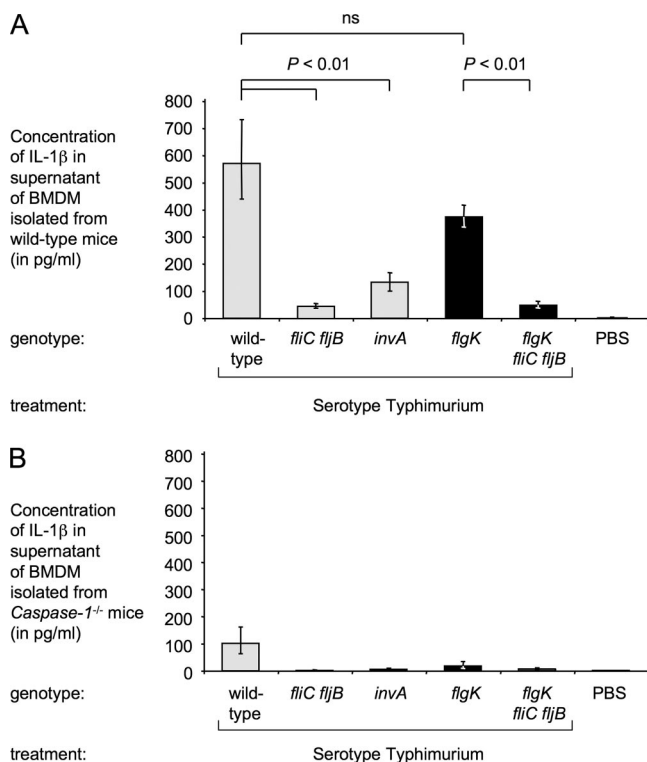 A
ns
P < 0.01
P < 0.01
Concentration
of IL-1β in
supernatant
of BMDM
isolated from
wild-type mice
(in pg/ml)
800
700
600
500
400
300
200
100
0
genotype:
wild-
type
fliC fljB
invA
flgK
flgK
fliC fljB
PBS
treatment:
Serotype Typhimurium
B
Concentration
of IL-1β in
supernatant
of BMDM
isolated from
Caspase-1-/- mice
(in pg/ml)
800
700
600
500
400
300
200
100
0
genotype:
wild-
type
fliC fljB
invA
flgK
flgK
fliC fljB
PBS
treatment:
Serotype Typhimurium